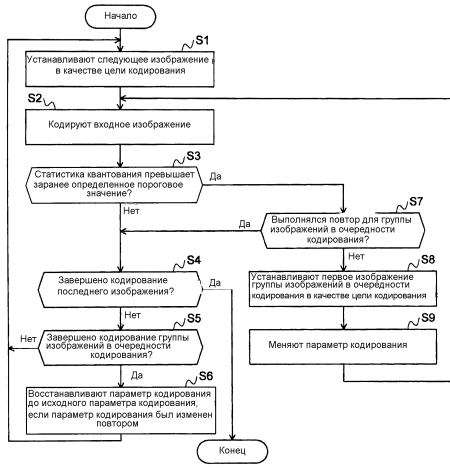 Начало
S1
Устанавливают следующее изображение
в качестве цели кодирования
S2
Кодируют входное изображение
S3
Статистика квантования превышает
заранее определенное пороговое
значение?
Да
Нет
S7
Да
Выполнялся повтор для группы
изображений в очередности
кодирования?
Нет
S4
Завершено кодирование
последнего изображения?
Да
Нет
S8
Устанавливают первое изображение
группы изображений в очередности
кодирования в качестве цели кодирования
S5
Нет
Завершено кодирование группы
изображений в очередности
кодирования?
Да
S9
Меняют параметр кодирования
S6
Восстанавливают параметр кодирования
до исходного параметра кодирования,
если параметр кодирования был изменен
повтором
Конец